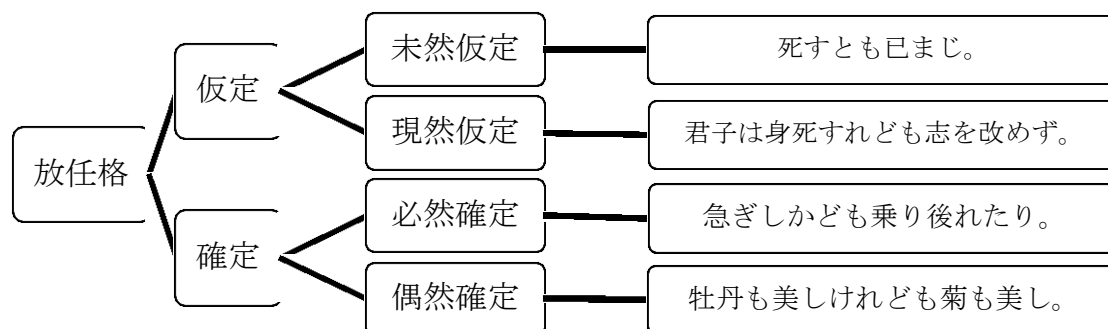 放任格
仮定
未然仮定
死すとも已まじ。
現然仮定
君子は身死すれども志を改めず。
確定
必然確定
急ぎしかども乗り後れたり。
偶然確定
牡丹も美しけれども菊も美し。